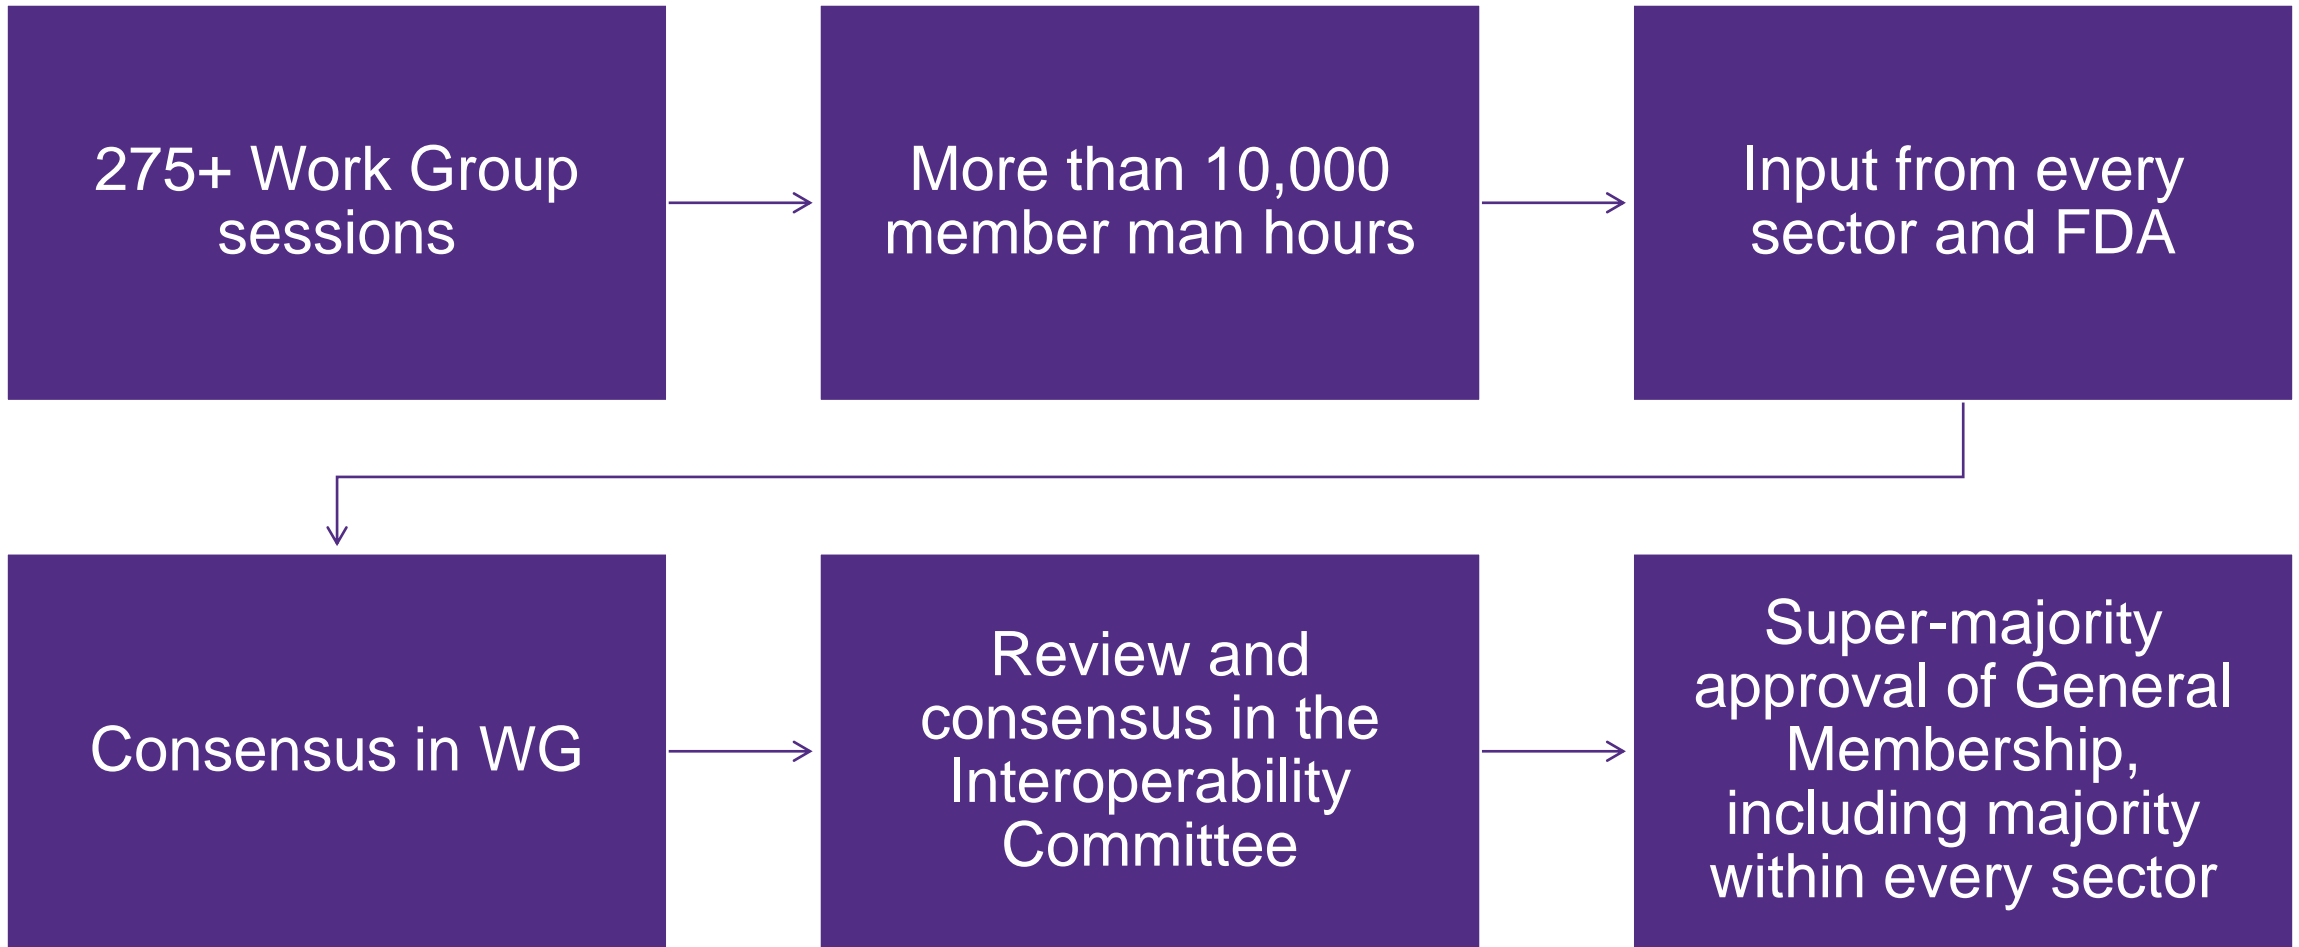 275+ Work Group
sessions
More than 10,000
member man hours
Input from every
sector and FDA
Consensus in WG
Review and
consensus in the
Interoperability
Committee
Super-majority
approval of General
Membership,
including majority
within every sector